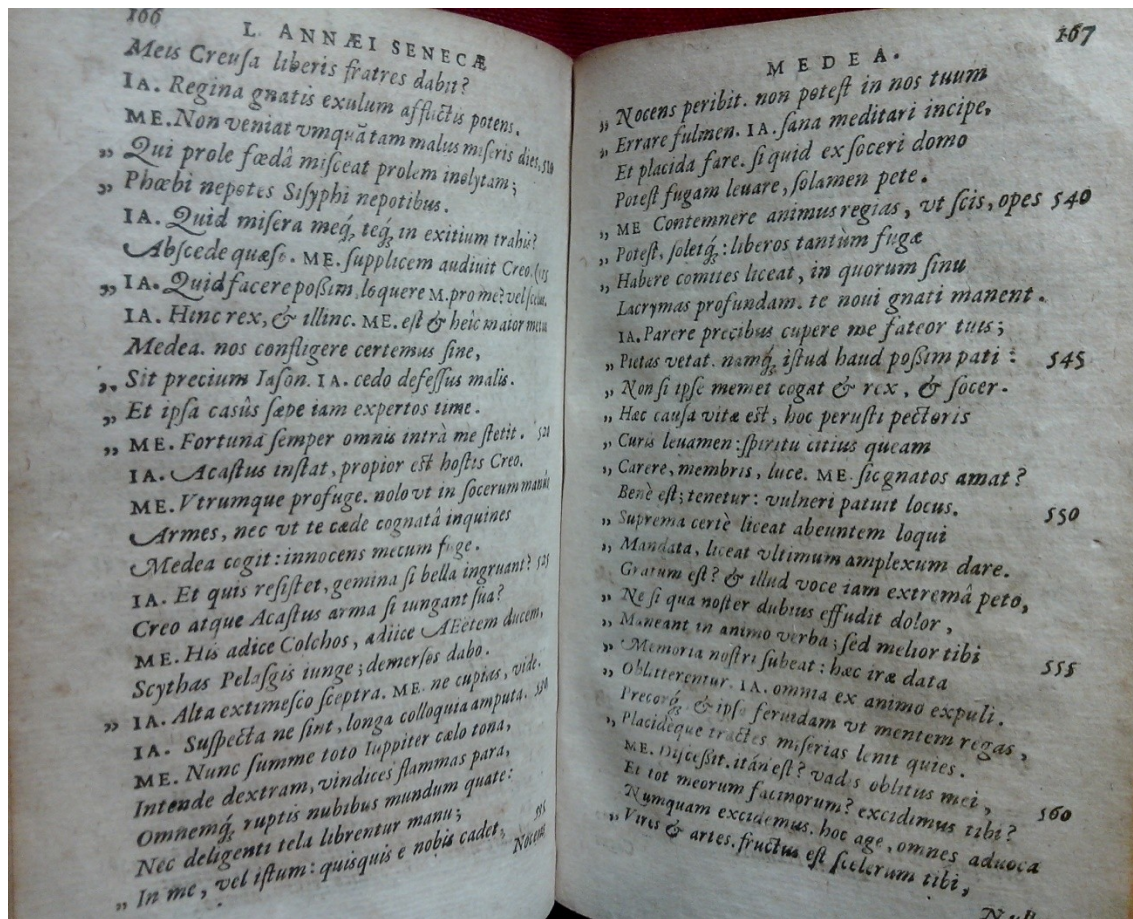 166
L. ANNÆI SENECÆ
Meis Creuſa liberis fratres dabit?
IA. Regina gnatis exulum afflictis potens.
ME. Non veniat vmquã tam malus miſeris dies, 510
„ Qui prole fœdâ miſceat prolem inclytam;
„ Phœbi nepotes Siſyphi nepotibus.
IA. Quid miſera meq́; teq́; in exitium trahis?
Abſcede quæſo. ME. ſupplicem audiuit Creo. (515
„ IA. Quid facere poßim, loquere M. pro me? vel ſcelus.
IA. Hinc rex, & illinc. ME. eſt & heic maior metus
Medea. nos confligere certemus ſine,
„ Sit precium Iaſon. IA. cedo defeſſus malis.
„ Et ipſa caſûs ſæpe iam expertos time.
„ ME. Fortuna ſemper omnis intrà me ſtetit. 520
IA. Acaſtus inſtat, propior eſt hoſtis Creo.
ME. Vtrumque profuge. nolo vt in ſocerum manus
Armes, nec vt te cæde cognatâ inquines
Medea cogit: innocens mecum fuge.
IA. Et quis reſiſtet, gemina ſi bella ingruant? 525
Creo atque Acaſtus arma ſi iungant ſua?
ME. His adice Colchos, adiice AEetem ducem,
Scythas Pelaſgis iunge; demerſos dabo.
„ IA. Alta extimeſco ſceptra. ME. ne cupias, vide.
IA. Suſpecta ne ſint, longa colloquia amputa. 530
ME. Nunc ſumme toto Iuppiter cælo tona,
Intende dextram, vindices flammas para,
Omnemq́; ruptis nubibus mundum quate:
Nec deligenti tela librentur manu; 535
„ In me, vel iſtum: quisquis e nobis cadet,
Nocens
167
MEDEA.
„ Nocens peribit. non poteſt in nos tuum
„ Errare fulmen. IA. ſana meditari incipe,
Et placida fare. ſi quid ex ſoceri domo
Poteſt fugam leuare, ſolamen pete.
„ ME Contemnere animus regias, vt ſcis, opes 540
„ Poteſt, ſoletq́;: liberos tantùm fugæ
„ Habere comites liceat, in quorum ſinu
Lacrymas profundam. te noui gnati manent.
IA. Parere precibus cupere me fateor tuis;
„ Pietas vetat. namq́; iſtud haud poßim pati: 545
„ Non ſi ipſe memet cogat & rex, & ſocer.
„ Hæc cauſa vitæ eſt, hoc peruſti pectoris
„ Curis leuamen: ſpiritu citius queam
„ Carere, membris, luce. ME. ſic gnatos amat?
Benè eſt; tenetur: vulneri patuit locus. 550
„ Suprema certè liceat abeuntem loqui
„ Mandata, liceat vltimum amplexum dare.
Gratum eſt? & illud voce iam extremâ peto,
„ Ne ſi qua noſter dubius effudit dolor,
„ Maneant in animo verba; ſed melior tibi
„ Memoria noſtri ſubeat: hæc iræ data 555
„ Oblitterentur. IA. omnia ex animo expuli.
Precorq́; & ipſe feruidam vt mentem regas,
„ Placideque tractes miſerias lenit quies.
ME. Diſceßit. itán eſt? vadis oblitus mei,
Et tot meorum facinorum? excidimus tibi? 560
Numquam excidemus. hoc age, omnes aduoca
„ Vires & artes. fructus eſt ſcelerum tibi,